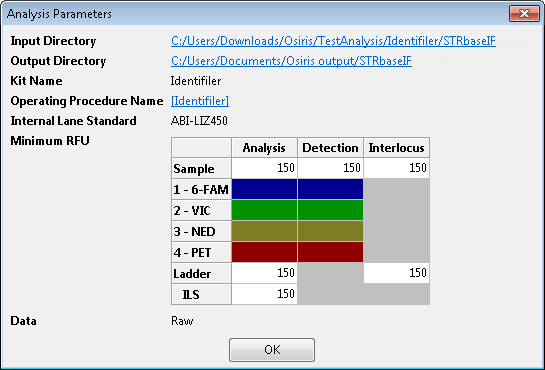 Analysis Parameters
Input Directory C:/Users/Downloads/Osiris/TestAnalysis/Identifiler/STRbaseIF
Output Directory C:/Users/Documents/Osiris output/STRbaseIF
Kit Name Identifiler
Operating Procedure Name [Identifiler]
Internal Lane Standard ABI-LIZ450
Minimum RFU
Analysis Detection Interlocus
Sample 150 150 150
1 - 6-FAM
2 - VIC
3 - NED
4 - PET
Ladder 150 150
ILS 150
Data Raw
OK